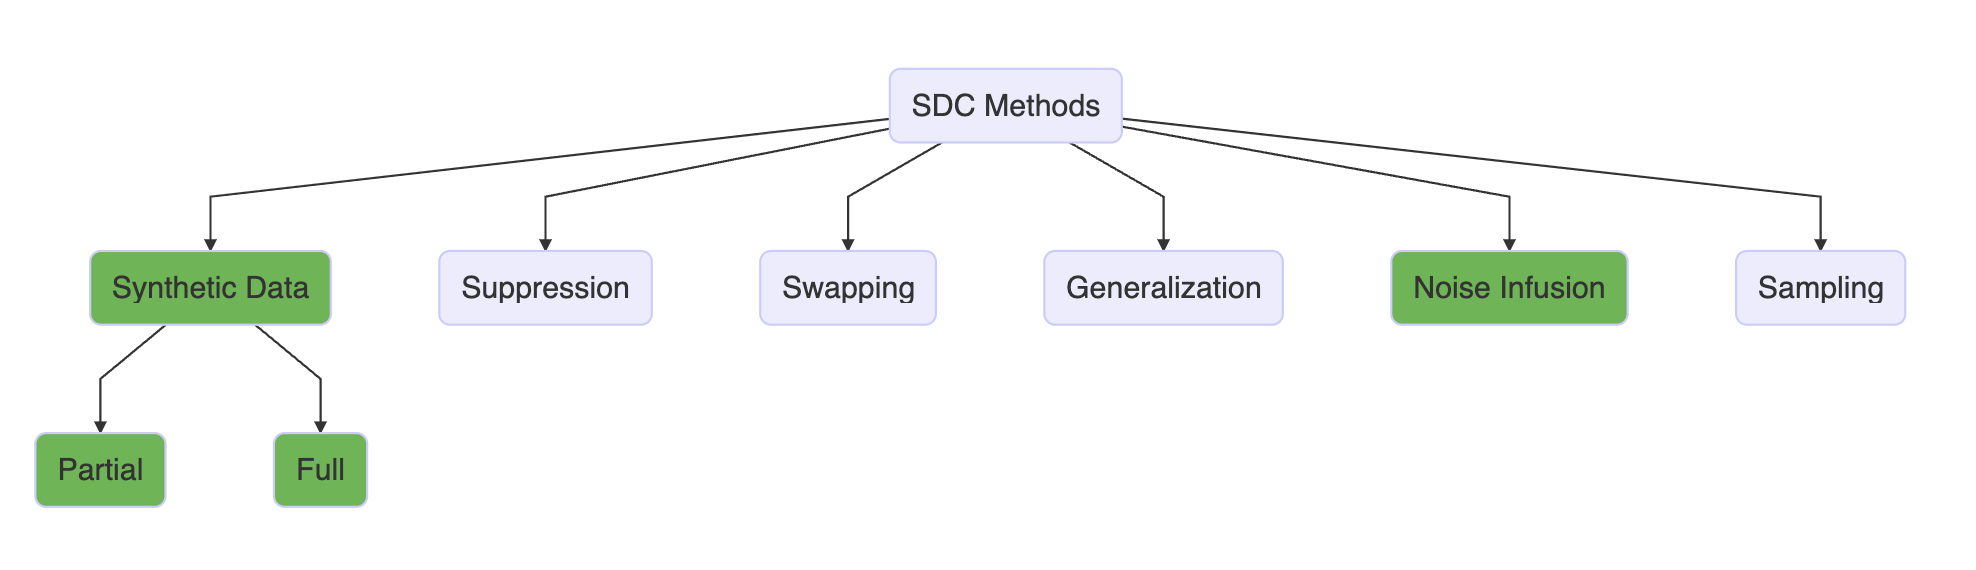 SDC Methods
Synthetic Data
Suppression
Swapping
Generalization
Noise Infusion
Sampling
Partial
Full